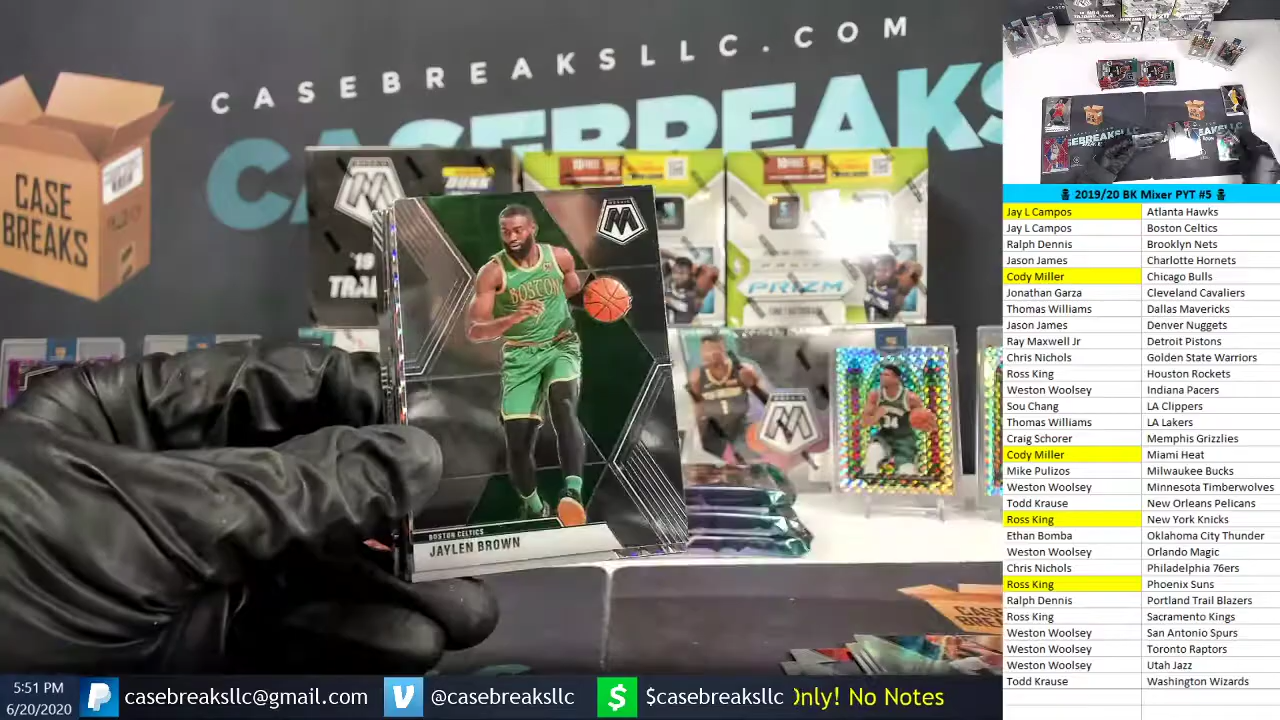 CASEBREAKSLLC.COM
CASEBREAKS
CASE
BREAKS
'19
PRIZM
BOSTON
BOSTON CELTICS
JAYLEN BROWN
34
2019/20 BK Mixer PYT #5
Jay L Campos Atlanta Hawks
Jay L Campos Boston Celtics
Ralph Dennis Brooklyn Nets
Jason James Charlotte Hornets
Cody Miller Chicago Bulls
Jonathan Garza Cleveland Cavaliers
Thomas Williams Dallas Mavericks
Jason James Denver Nuggets
Ray Maxwell Jr Detroit Pistons
Chris Nichols Golden State Warriors
Ross King Houston Rockets
Weston Woolsey Indiana Pacers
Sou Chang LA Clippers
Thomas Williams LA Lakers
Craig Schorer Memphis Grizzlies
Cody Miller Miami Heat
Mike Pulizos Milwaukee Bucks
Weston Woolsey Minnesota Timberwolves
Todd Krause New Orleans Pelicans
Ross King New York Knicks
Ethan Bomba Oklahoma City Thunder
Weston Woolsey Orlando Magic
Chris Nichols Philadelphia 76ers
Ross King Phoenix Suns
Ralph Dennis Portland Trail Blazers
Ross King Sacramento Kings
Weston Woolsey San Antonio Spurs
Weston Woolsey Toronto Raptors
Weston Woolsey Utah Jazz
Todd Krause Washington Wizards
5:51 PM
6/20/2020
casebreaksllc@gmail.com
@casebreaksllc
$casebreaksllc
Only! No Notes